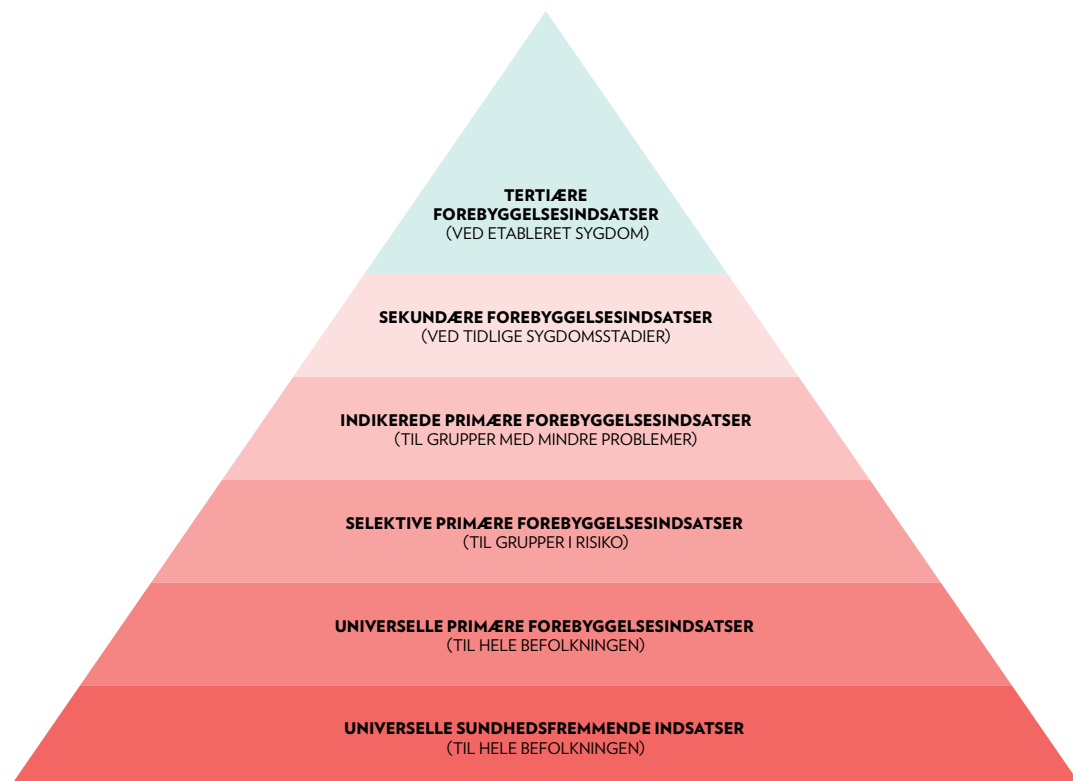 TERTIÆRE
FOREBYGGELSESINDSATSER
(VED ETABLERET SYGDOM)
SEKUNDÆRE FOREBYGGELSESINDSATSER
(VED TIDLIGE SYGDOMSSTADIER)
INDIKEREDE PRIMÆRE FOREBYGGELSESINDSATSER
(TIL GRUPPER MED MINDRE PROBLEMER)
SELEKTIVE PRIMÆRE FOREBYGGELSESINDSATSER
(TIL GRUPPER I RISIKO)
UNIVERSELLE PRIMÆRE FOREBYGGELSESINDSATSER
(TIL HELE BEFOLKNINGEN)
UNIVERSELLE SUNDHEDSFREMMENDE INDSATSER
(TIL HELE BEFOLKNINGEN)